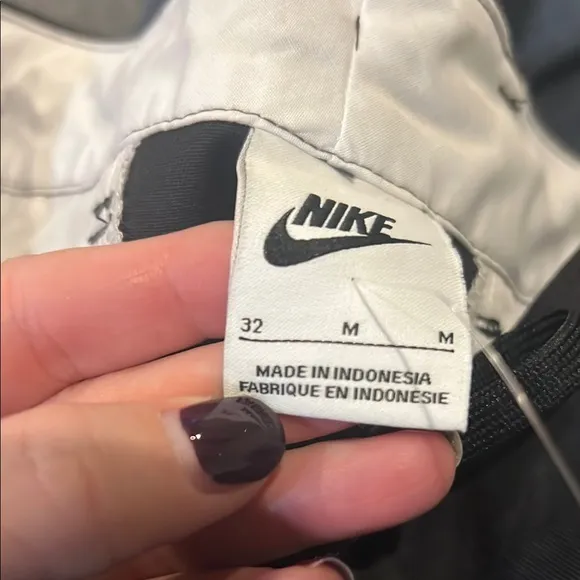 NIKE
32 M M
MADE IN INDONESIA
FABRIQUE EN INDONESIE